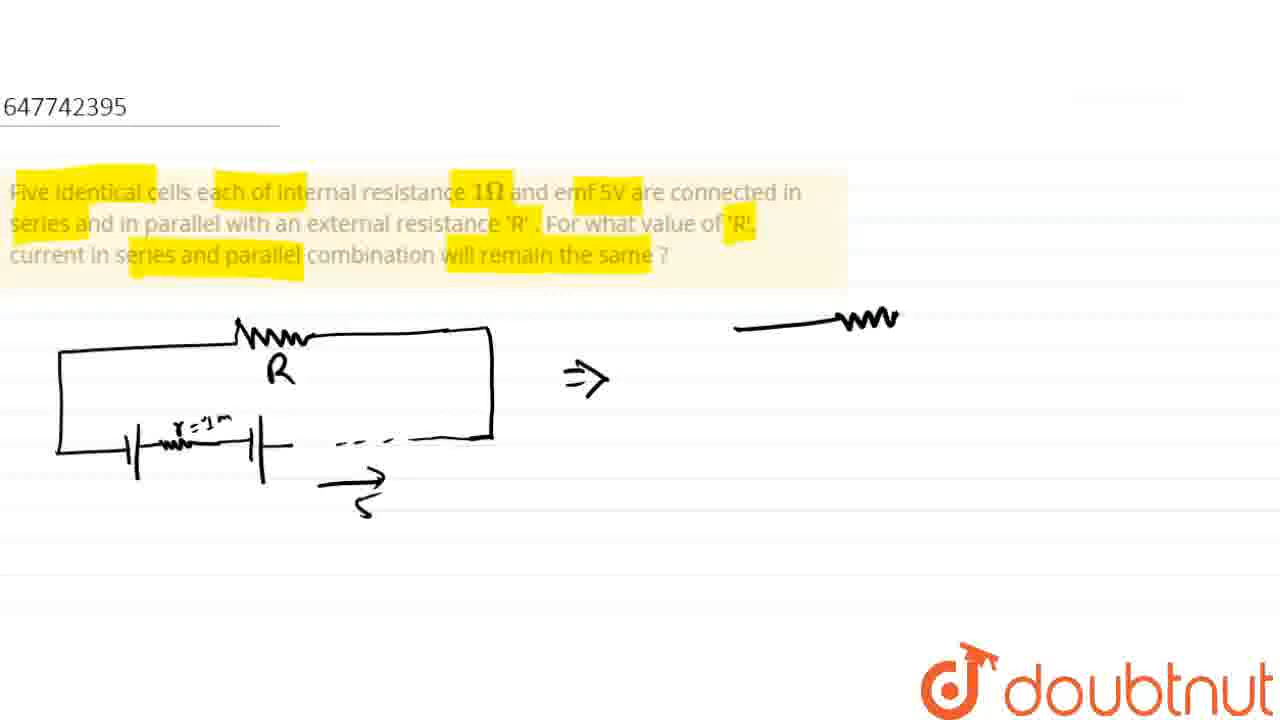 647742395
Five identical cells each of internal resistance 1Ω and emf 5V are connected in
series and in parallel with an external resistance 'R' . For what value of 'R',
current in series and parallel combination will remain the same ?
R
r=1
5
doubtnut